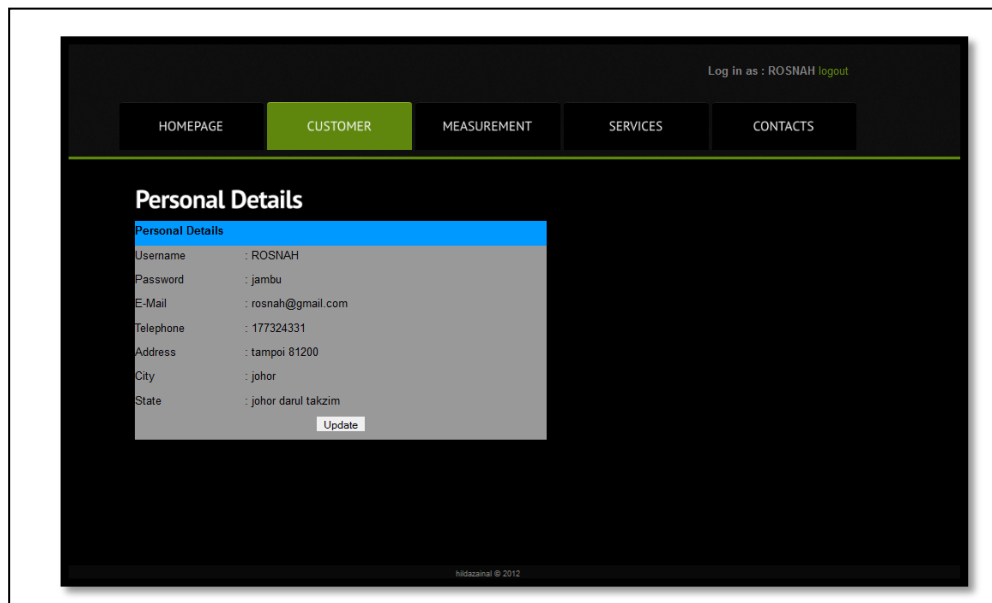 Log in as : ROSNAH logout
HOMEPAGE CUSTOMER MEASUREMENT SERVICES CONTACTS
Personal Details
Personal Details
Username : ROSNAH
Password : jambu
E-Mail : rosnah@gmail.com
Telephone : 177324331
Address : tampoi 81200
City : johor
State : johor darul takzim
Update
hildazainal © 2012